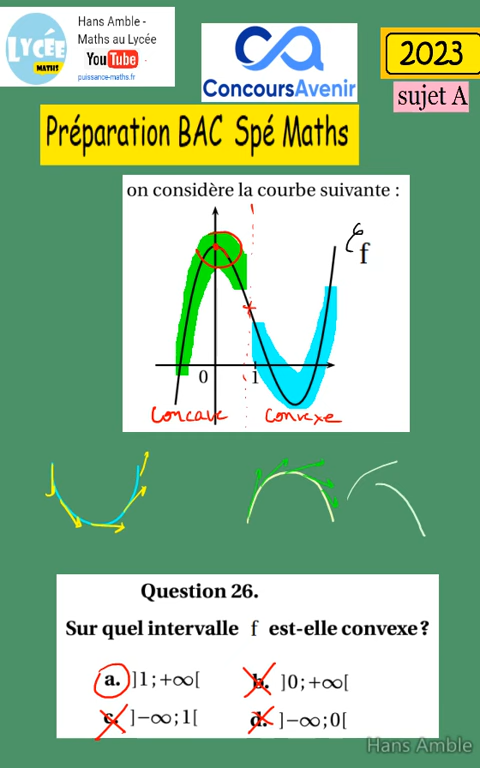 LYCÉE
MATHS
Hans Amble -
Maths au Lycée
YouTube
puissance-maths.fr
ConcoursAvenir
2023
sujet A
Préparation BAC Spé Maths
on considère la courbe suivante :
𝒞f
0
1
Concave
Convexe
Question 26.
Sur quel intervalle f est-elle convexe ?
a. ]1 ; +∞[
b. ]0 ; +∞[
c. ]−∞ ; 1[
d. ]−∞ ; 0[
Hans Amble